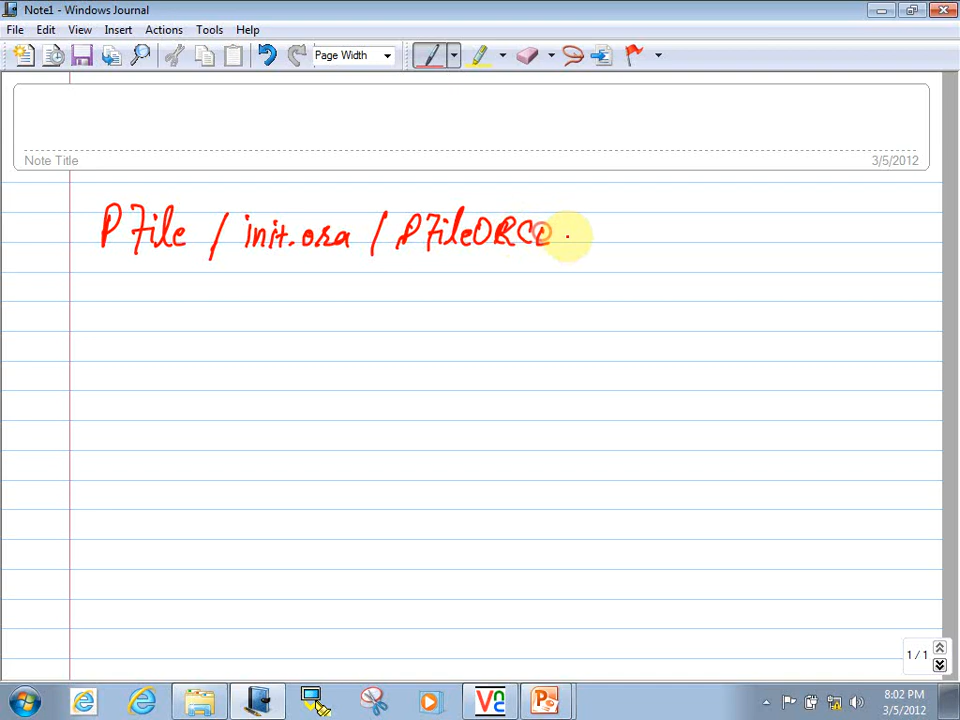 Note1 - Windows Journal
File Edit View Insert Actions Tools Help
Page Width
Note Title 3/5/2012
PFile / init.ora / PFileORCL.
1 / 1
8:02 PM
3/5/2012